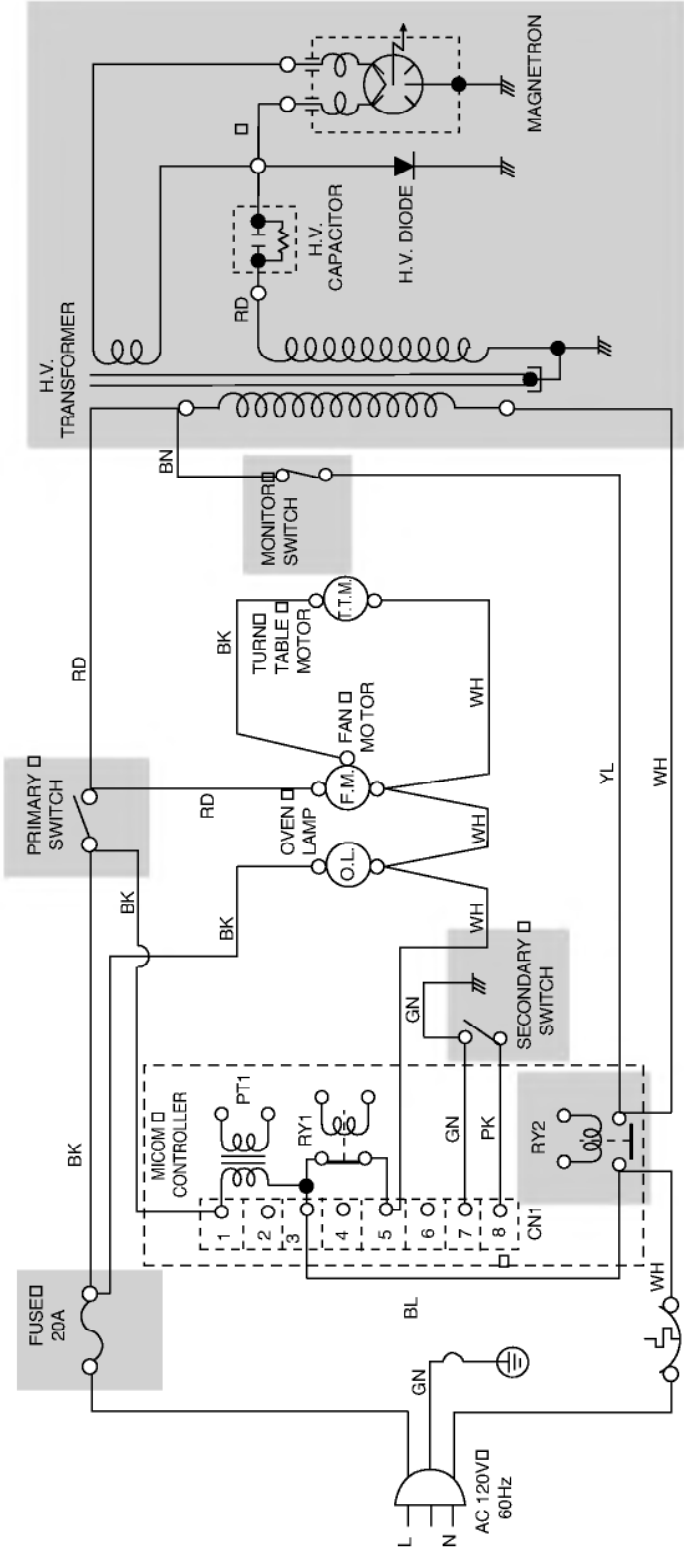 FUSE□
20A
PRIMARY □
SWITCH
H.V.
TRANSFORMER
BK
RD
BN
BK
MICOM □
CONTROLLER
PT1
RY1
1
2
3
4
5
6
7
8
□
CN1
BK
RD
BK
TURN□
TABLE □
MOTOR
T.T.M.
MONITOR□
SWITCH
RD
□
H.V.
CAPACITOR
H.V. DIODE
MAGNETRON
OVEN □
LAMP
O.L.
FAN □
MO TOR
F.M.
WH
WH
WH
GN
GN
PK
SECONDARY □
SWITCH
BL
RY2
YL
WH
WH
GN
L
N
AC 120V□
60Hz